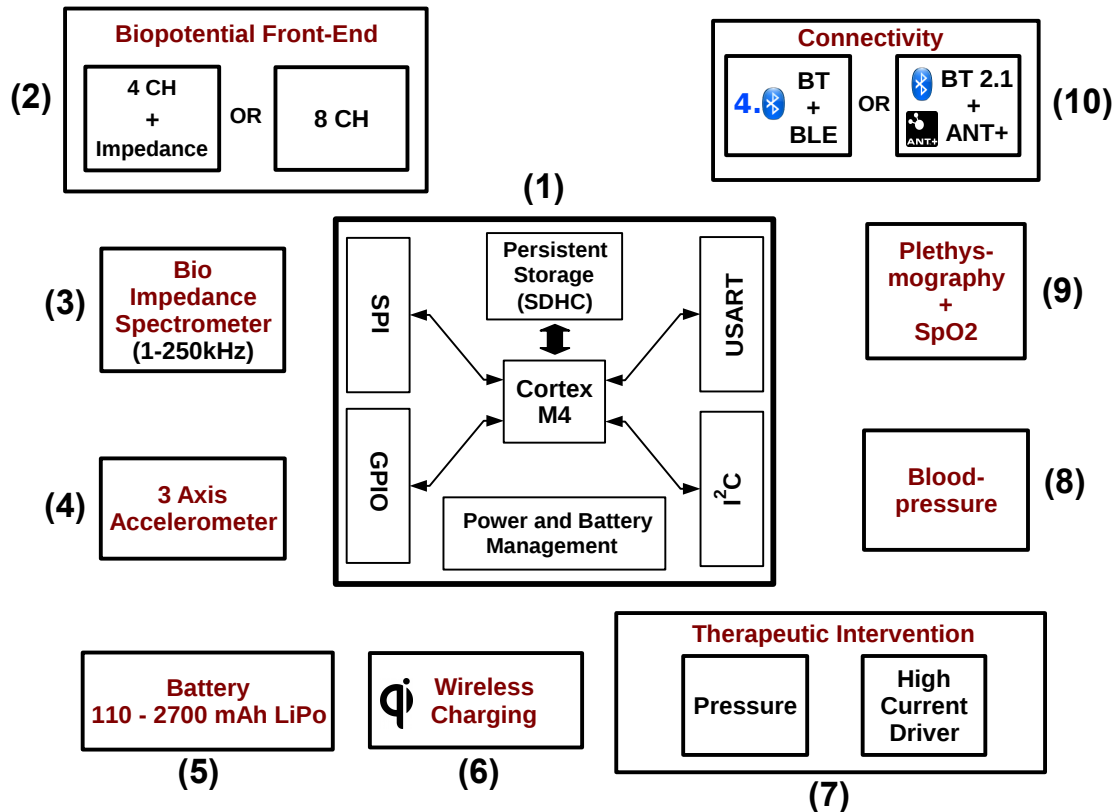 Biopotential Front-End
(2)
4 CH
+
Impedance
OR
8 CH
Connectivity
4.
BT
+
BLE
OR
BT 2.1
+
ANT+
ANT+
(10)
(1)
(3)
Bio
Impedance
Spectrometer
(1-250kHz)
SPI
Persistent
Storage
(SDHC)
USART
Cortex
M4
GPIO
I²C
Power and Battery
Management
Plethys-
mography
+
SpO2
(9)
(4)
3 Axis
Accelerometer
Blood-
pressure
(8)
Battery
110 - 2700 mAh LiPo
(5)
qi
Wireless
Charging
(6)
Therapeutic Intervention
Pressure
High
Current
Driver
(7)